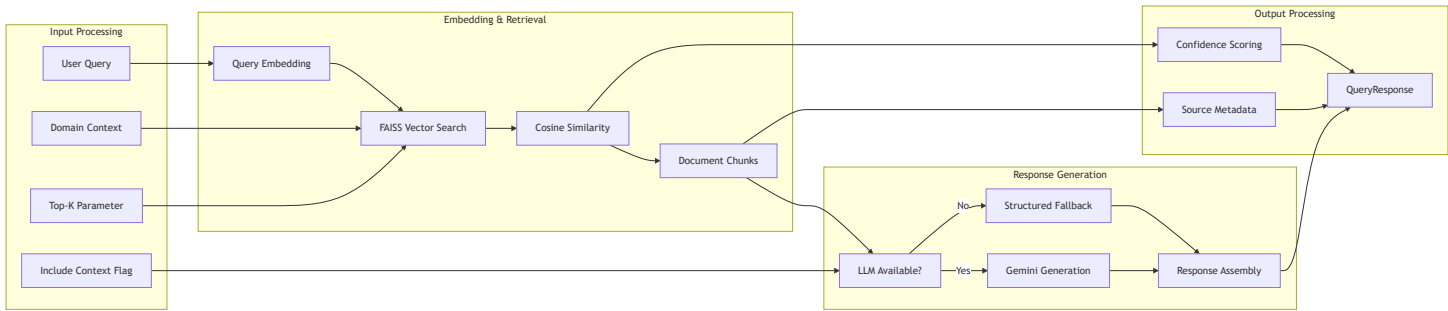 Input Processing
User Query
Domain Context
Top-K Parameter
Include Context Flag
Embedding & Retrieval
Query Embedding
FAISS Vector Search
Cosine Similarity
Document Chunks
Response Generation
LLM Available?
No
Yes
Structured Fallback
Gemini Generation
Response Assembly
Output Processing
Confidence Scoring
Source Metadata
QueryResponse